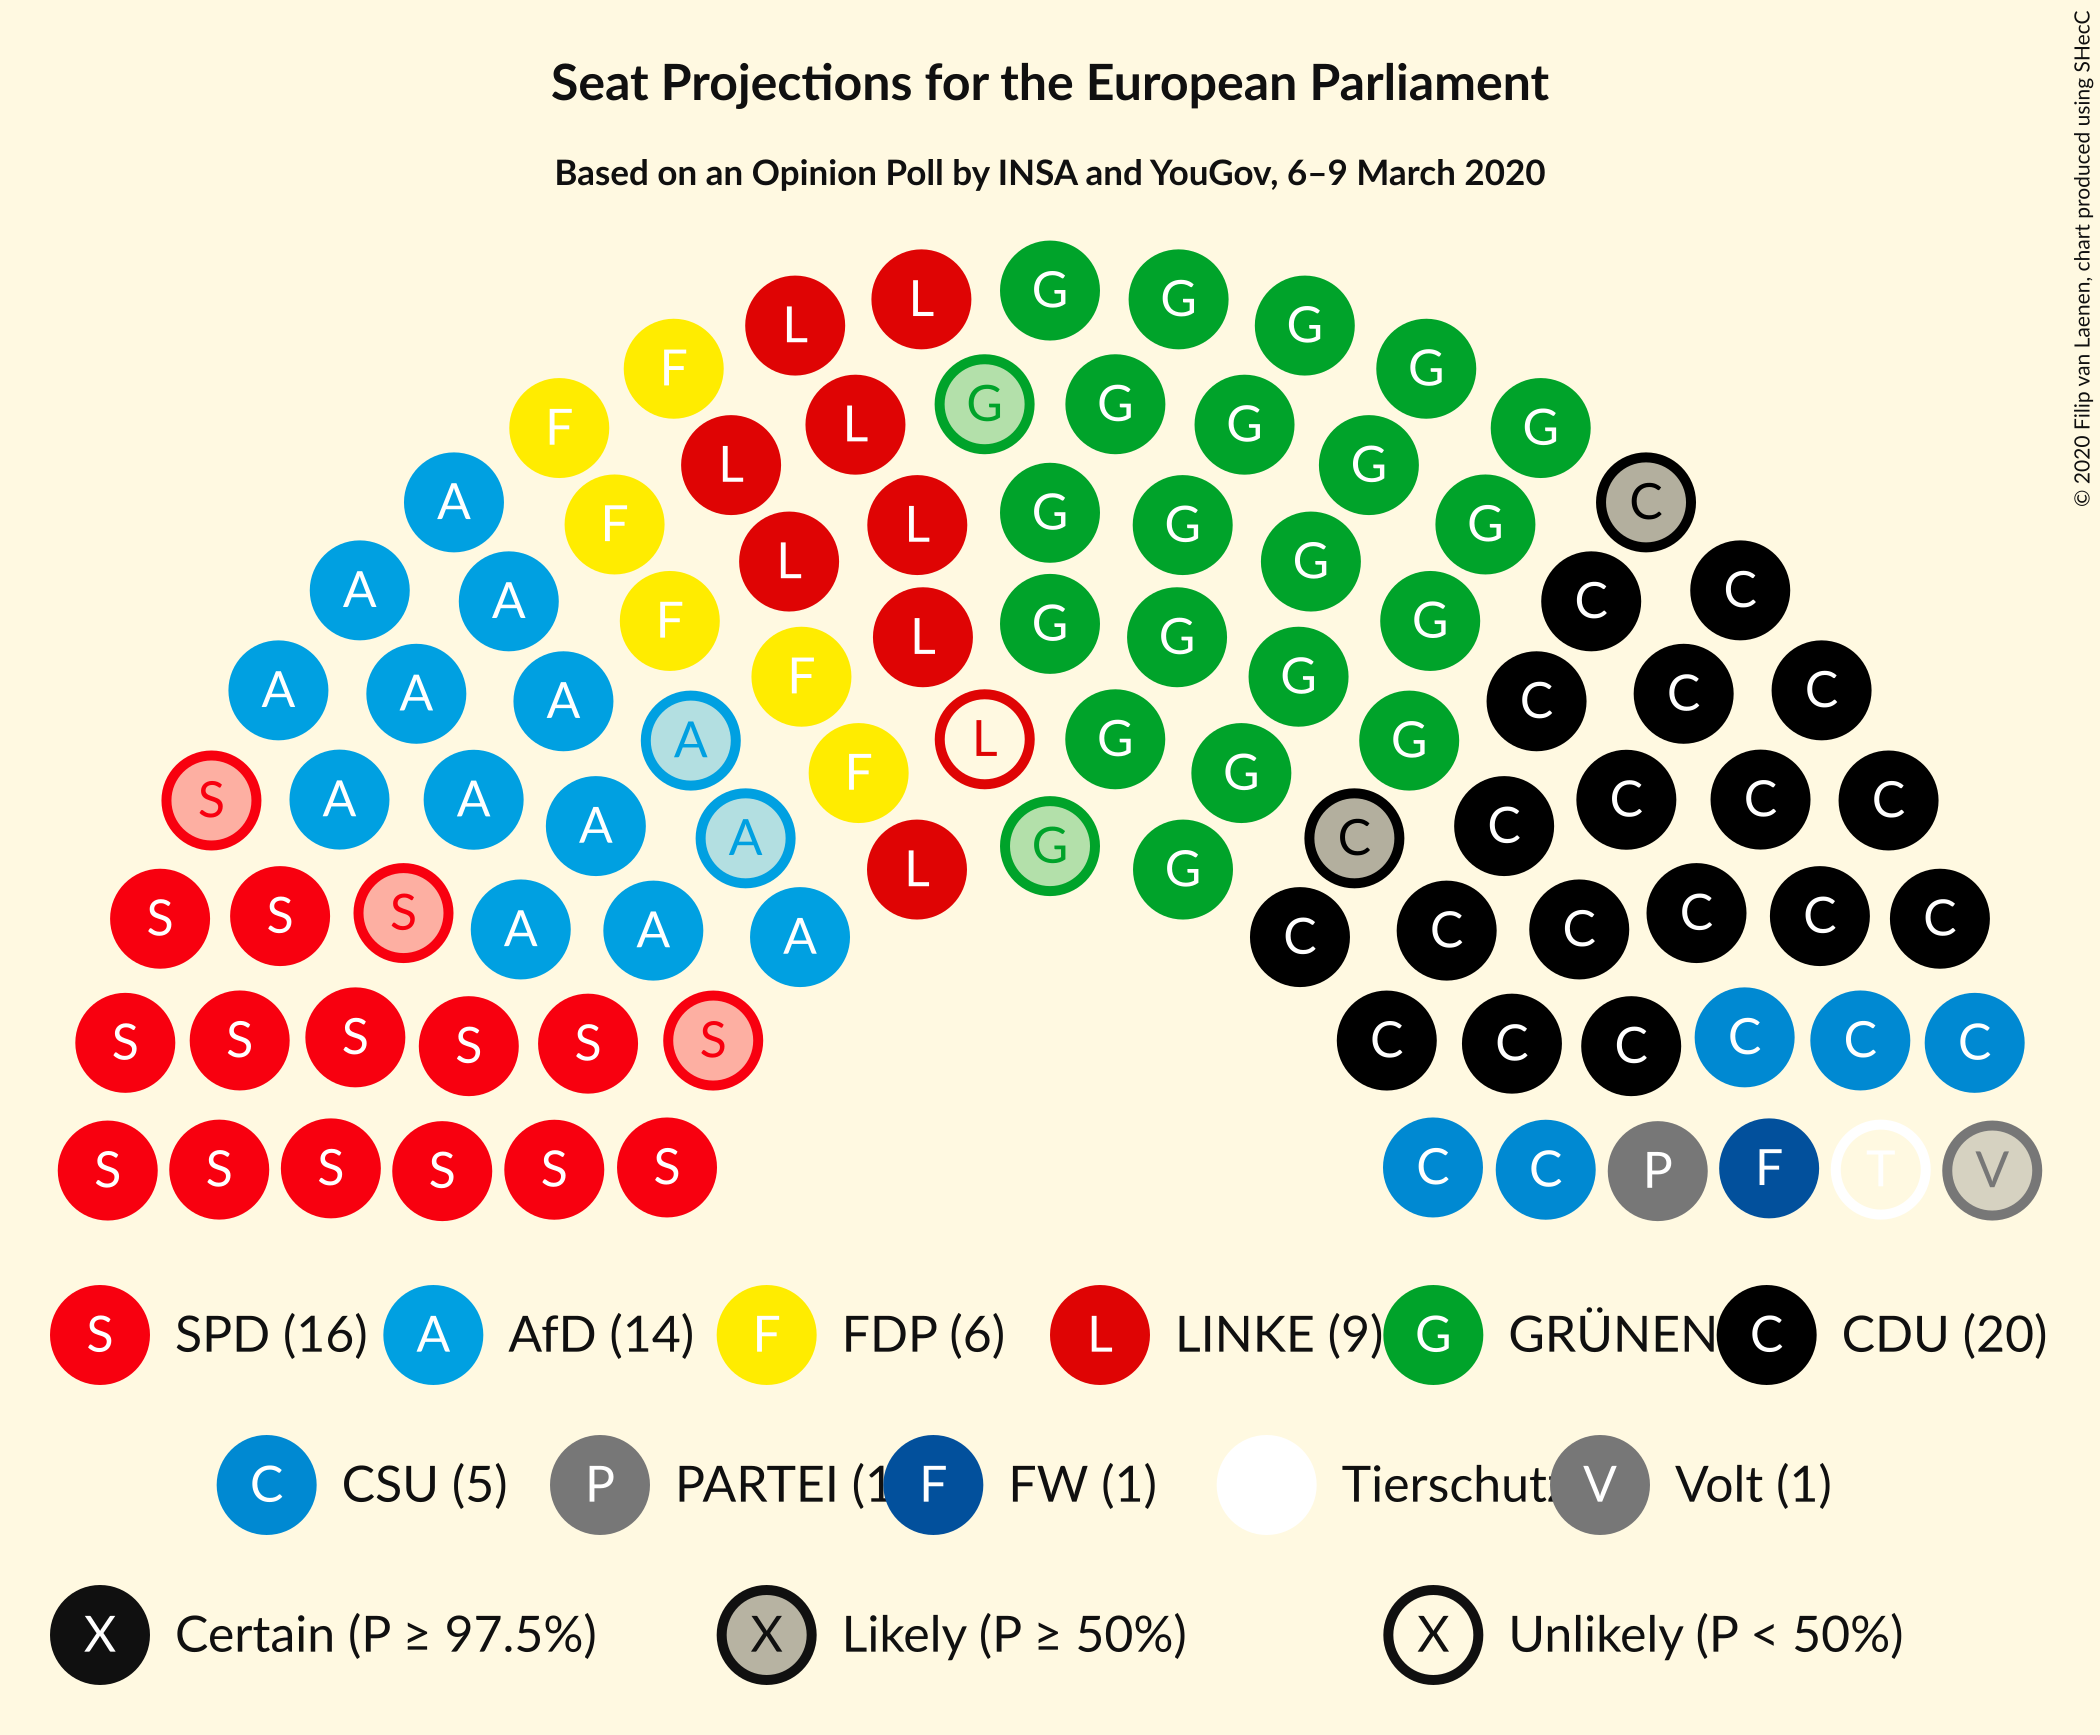 Seat Projections for the European Parliament
Based on an Opinion Poll by INSA and YouGov, 6–9 March 2020
© 2020 Filip van Laenen, chart produced using SHecC
L L G G G G G
F F L L G G G G G C
A A A F L L G G G G C C
A A A F F L G G G G C C C
S A A A A A F L G G G C C C C C
S S S A A A L G G C C C C C C C
S S S S S S C C C C C C
S S S S S S C C P F T V
S SPD (16) A AfD (14) F FDP (6) L LINKE (9) G GRÜNEN C CDU (20)
C CSU (5) P PARTEI (1 F FW (1) Tierschutz V Volt (1)
X Certain (P ≥ 97.5%) X Likely (P ≥ 50%) X Unlikely (P < 50%)